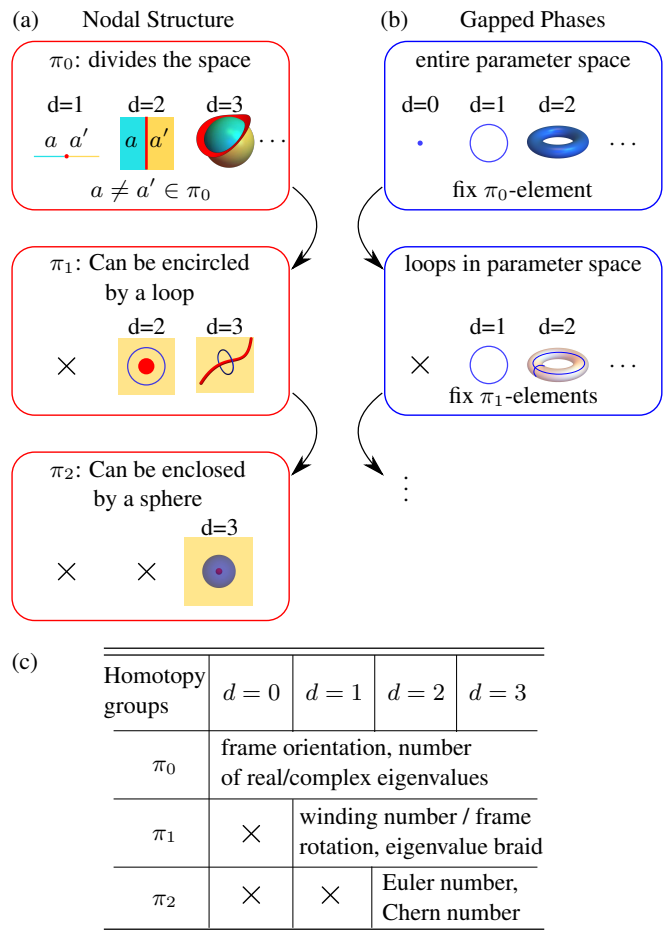 (a) Nodal Structure
π₀: divides the space
d=1 d=2 d=3
a a′ a a′ ···
a ≠ a′ ∈ π₀
π₁: Can be encircled
by a loop
d=2 d=3
×
π₂: Can be enclosed
by a sphere
d=3
× ×
(b) Gapped Phases
entire parameter space
d=0 d=1 d=2
···
fix π₀-element
loops in parameter space
d=1 d=2
× ···
fix π₁-elements
⋮
(c)
Homotopy
groups
d = 0 d = 1 d = 2 d = 3
π₀
frame orientation, number
of real/complex eigenvalues
π₁ ×
winding number / frame
rotation, eigenvalue braid
π₂ × ×
Euler number,
Chern number